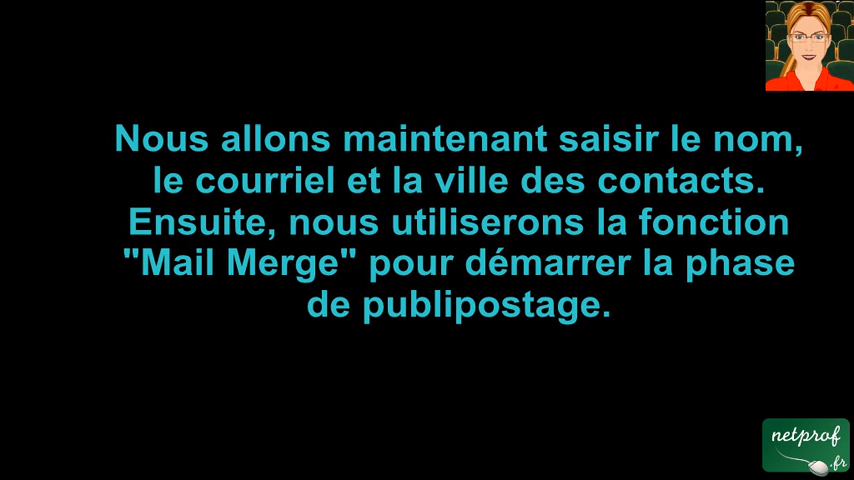 Nous allons maintenant saisir le nom,
le courriel et la ville des contacts.
Ensuite, nous utiliserons la fonction
"Mail Merge" pour démarrer la phase
de publipostage.
netprof
.fr